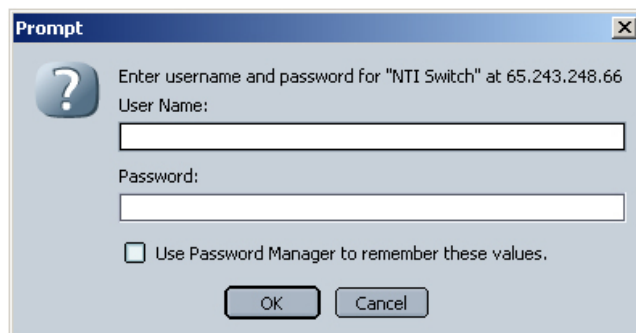 Prompt
Enter username and password for "NTI Switch" at 65.243.248.66
User Name:
Password:
Use Password Manager to remember these values.
OK Cancel